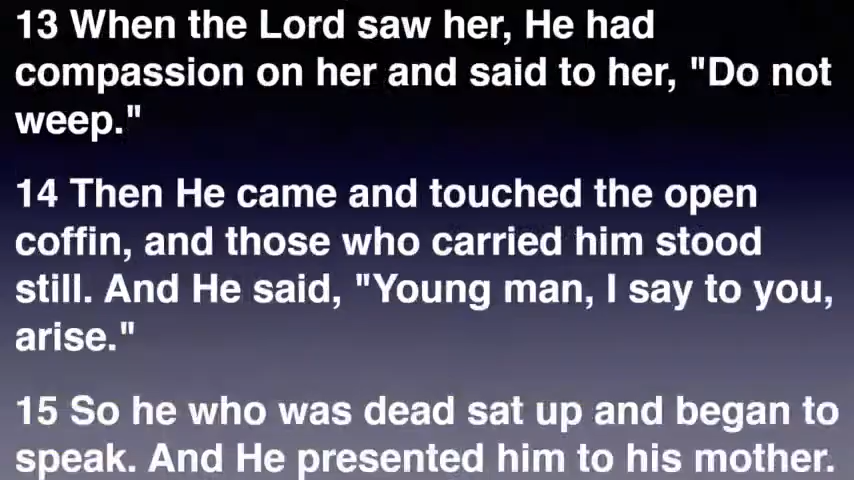 13 When the Lord saw her, He had
compassion on her and said to her, "Do not
weep."
14 Then He came and touched the open
coffin, and those who carried him stood
still. And He said, "Young man, I say to you,
arise."
15 So he who was dead sat up and began to
speak. And He presented him to his mother.